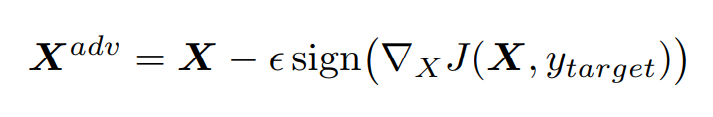 X^{adv} = X − ϵ sign(∇_X J(X, y_{target}))